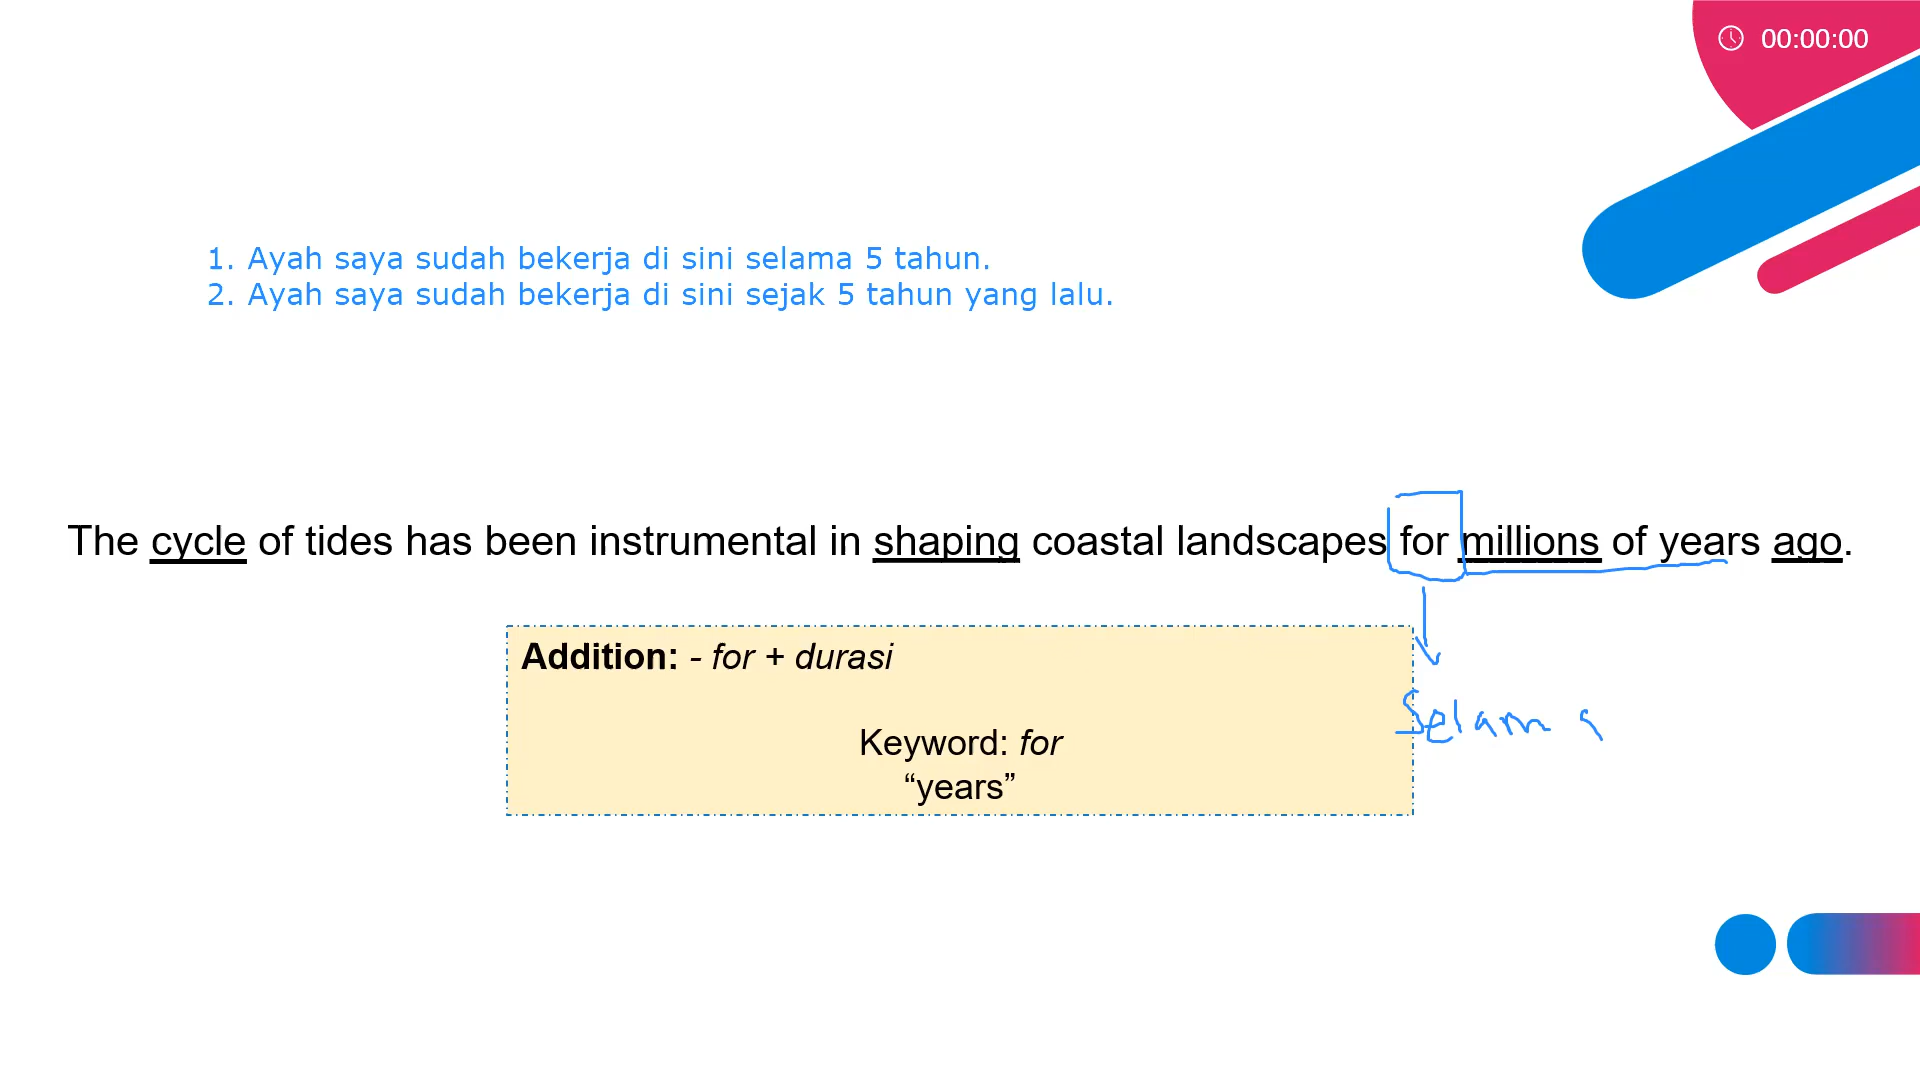 00:00:00
1. Ayah saya sudah bekerja di sini selama 5 tahun.
2. Ayah saya sudah bekerja di sini sejak 5 tahun yang lalu.
The cycle of tides has been instrumental in shaping coastal landscapes for millions of years ago.
Addition: - for + durasi
Keyword: for
“years”
Selam